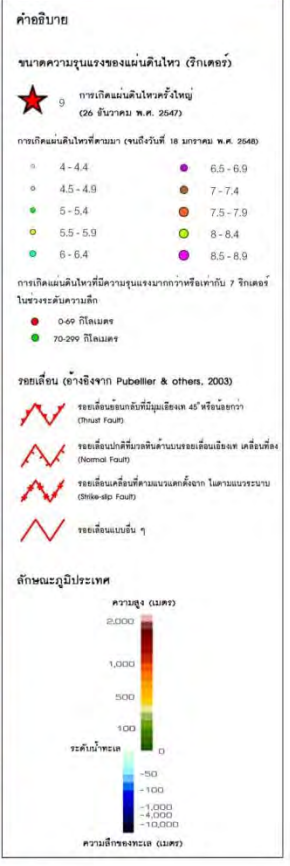 คำอธิบาย
ขนาดความรุนแรงของแผ่นดินไหว (ริกเตอร์)
9 การเกิดแผ่นดินไหวครั้งใหญ่
(26 ธันวาคม พ.ศ. 2547)
การเกิดแผ่นดินไหวที่ตามมา (จนถึงวันที่ 18 มกราคม พ.ศ. 2548)
4 - 4.4 6.5 - 6.9
4.5 - 4.9 7 - 7.4
5 - 5.4 7.5 - 7.9
5.5 - 5.9 8 - 8.4
6 - 6.4 8.5 - 8.9
การเกิดแผ่นดินไหวที่มีความรุนแรงมากกว่าหรือเท่ากับ 7 ริกเตอร์
ในช่วงระดับความลึก
0-69 กิโลเมตร
70-299 กิโลเมตร
รอยเลื่อน (อ้างอิงจาก Pubellier & others, 2003)
รอยเลื่อนย้อนกลับที่มีมุมเอียงเท 45° หรือน้อยกว่า
(Thrust Fault)
รอยเลื่อนปกติที่มวลหินด้านบนรอยเลื่อนเอียงเท เคลื่อนที่ลง
(Normal Fault)
รอยเลื่อนเคลื่อนที่ตามแนวแตกตั้งฉาก ในตามแนวระนาบ
(Strike-slip Fault)
รอยเลื่อนแบบอื่น ๆ
ลักษณะภูมิประเทศ
ความสูง (เมตร)
2,000
1,000
500
100
ระดับน้ำทะเล 0
-50
-100
-1,000
-4,000
-10,000
ความลึกของทะเล (เมตร)